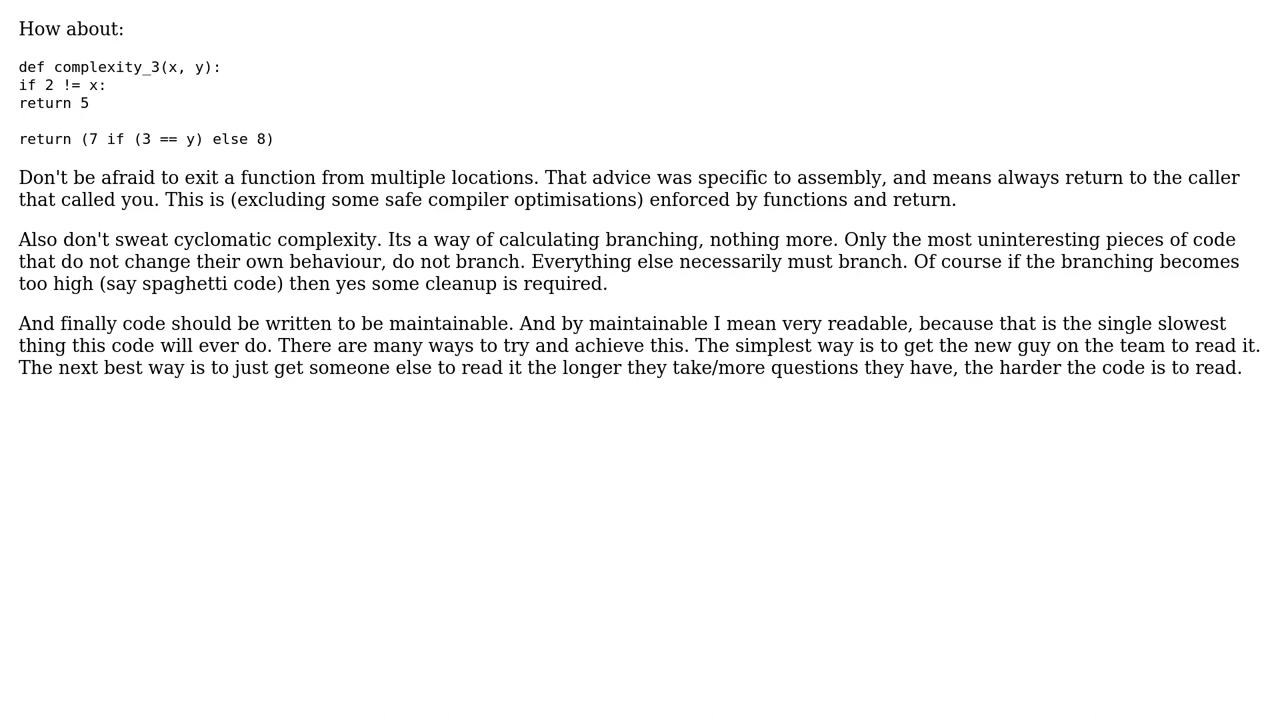 How about:
def complexity_3(x, y):
if 2 != x:
return 5
return (7 if (3 == y) else 8)
Don't be afraid to exit a function from multiple locations. That advice was specific to assembly, and means always return to the caller
that called you. This is (excluding some safe compiler optimisations) enforced by functions and return.
Also don't sweat cyclomatic complexity. Its a way of calculating branching, nothing more. Only the most uninteresting pieces of code
that do not change their own behaviour, do not branch. Everything else necessarily must branch. Of course if the branching becomes
too high (say spaghetti code) then yes some cleanup is required.
And finally code should be written to be maintainable. And by maintainable I mean very readable, because that is the single slowest
thing this code will ever do. There are many ways to try and achieve this. The simplest way is to get the new guy on the team to read it.
The next best way is to just get someone else to read it the longer they take/more questions they have, the harder the code is to read.